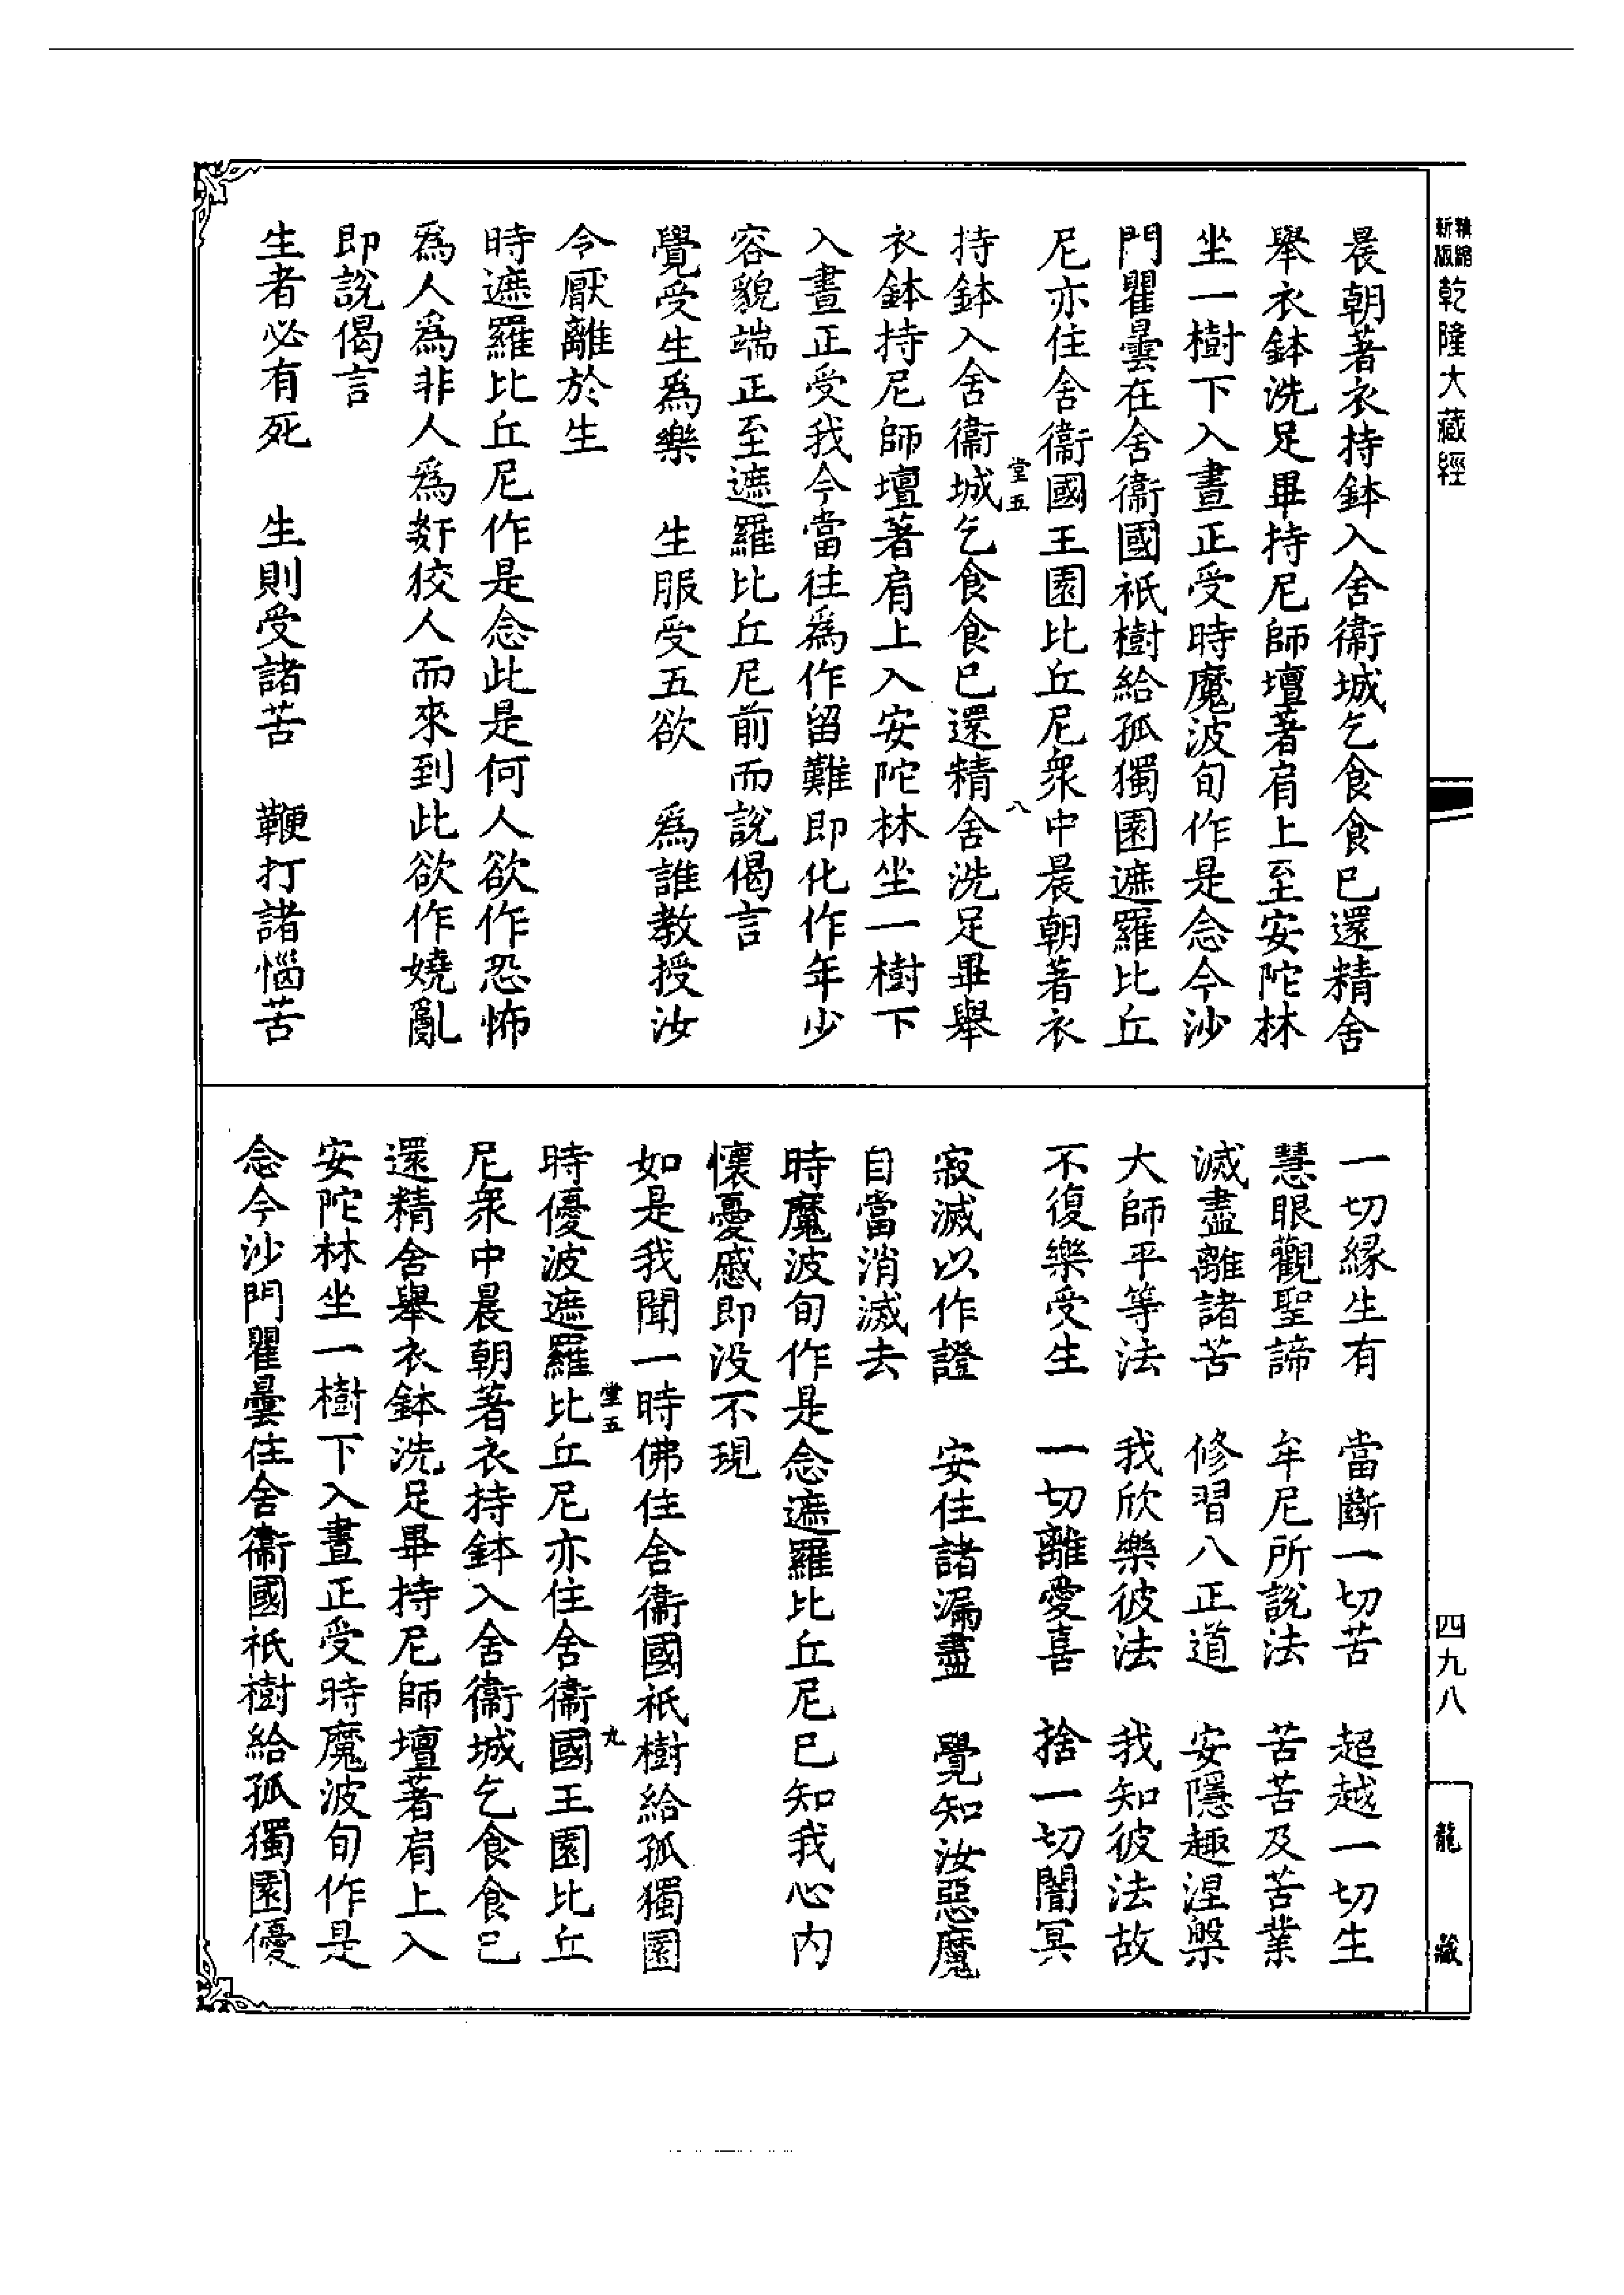 精縮新版乾隆大藏經
晨朝著衣持鉢入舍衞城乞食食已還精舍
舉衣鉢洗足畢持尼師壇著肩上至安陀林
坐一樹下入晝正受時魔波旬作是念今沙
門瞿曇在舍衞國祇樹給孤獨園遮羅比丘
尼亦住舍衞國王園比丘尼衆中晨朝著衣
堂五 八
持鉢入舍衞城乞食食已還精舍洗足畢舉
衣鉢持尼師壇著肩上入安陀林坐一樹下
入晝正受我今當往爲作留難即化作年少
容貌端正至遮羅比丘尼前而說偈言
覺受生爲樂 生服受五欲 爲誰教授汝
令厭離於生
時遮羅比丘尼作是念此是何人欲作恐怖
爲人爲非人爲姧狡人而來到此欲作嬈亂
即說偈言
生者必有死 生則受諸苦 鞭打諸惱苦
一切緣生有 當斷一切苦 超越一切生
慧眼觀聖諦 牟尼所說法 苦苦及苦業
滅盡離諸苦 修習八正道 安隱趣涅槃
大師平等法 我欣樂彼法 我知彼法故
不復樂受生 一切離愛喜 捨一切闇冥
寂滅以作證 安住諸漏盡 覺知汝惡魔
自當消滅去
時魔波旬作是念遮羅比丘尼已知我心內
懷憂慼即没不現
如是我聞一時佛住舍衞國祇樹給孤獨園
堂五 九
時優波遮羅比丘尼亦住舍衞國王園比丘
尼衆中晨朝著衣持鉢入舍衞城乞食食已
還精舍舉衣鉢洗足畢持尼師壇著肩上入
安陀林坐一樹下入晝正受時魔波旬作是
念今沙門瞿曇住舍衞國祇樹給孤獨園優
四九八
龍藏